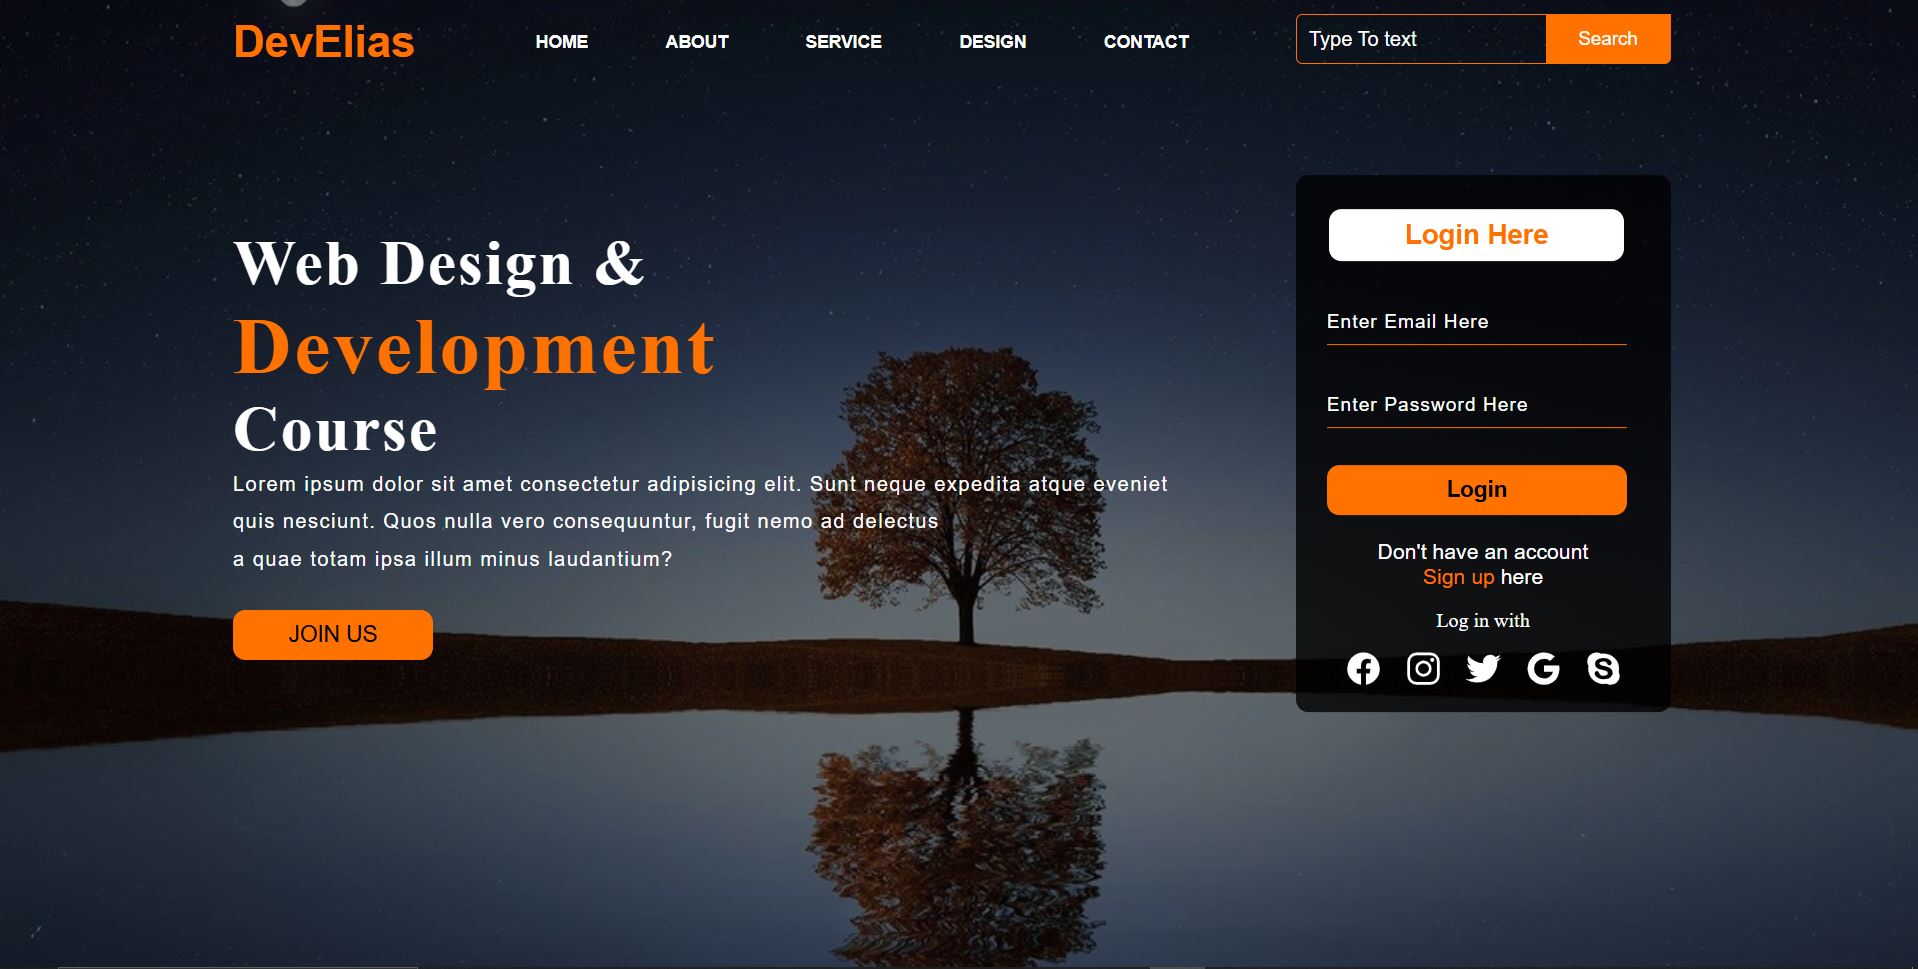 DevElias
HOME
ABOUT
SERVICE
DESIGN
CONTACT
Type To text
Search
Web Design &
Development
Course
Lorem ipsum dolor sit amet consectetur adipisicing elit. Sunt neque expedita atque eveniet
quis nesciunt. Quos nulla vero consequuntur, fugit nemo ad delectus
a quae totam ipsa illum minus laudantium?
JOIN US
Login Here
Enter Email Here
Enter Password Here
Login
Don't have an account
Sign up here
Log in with